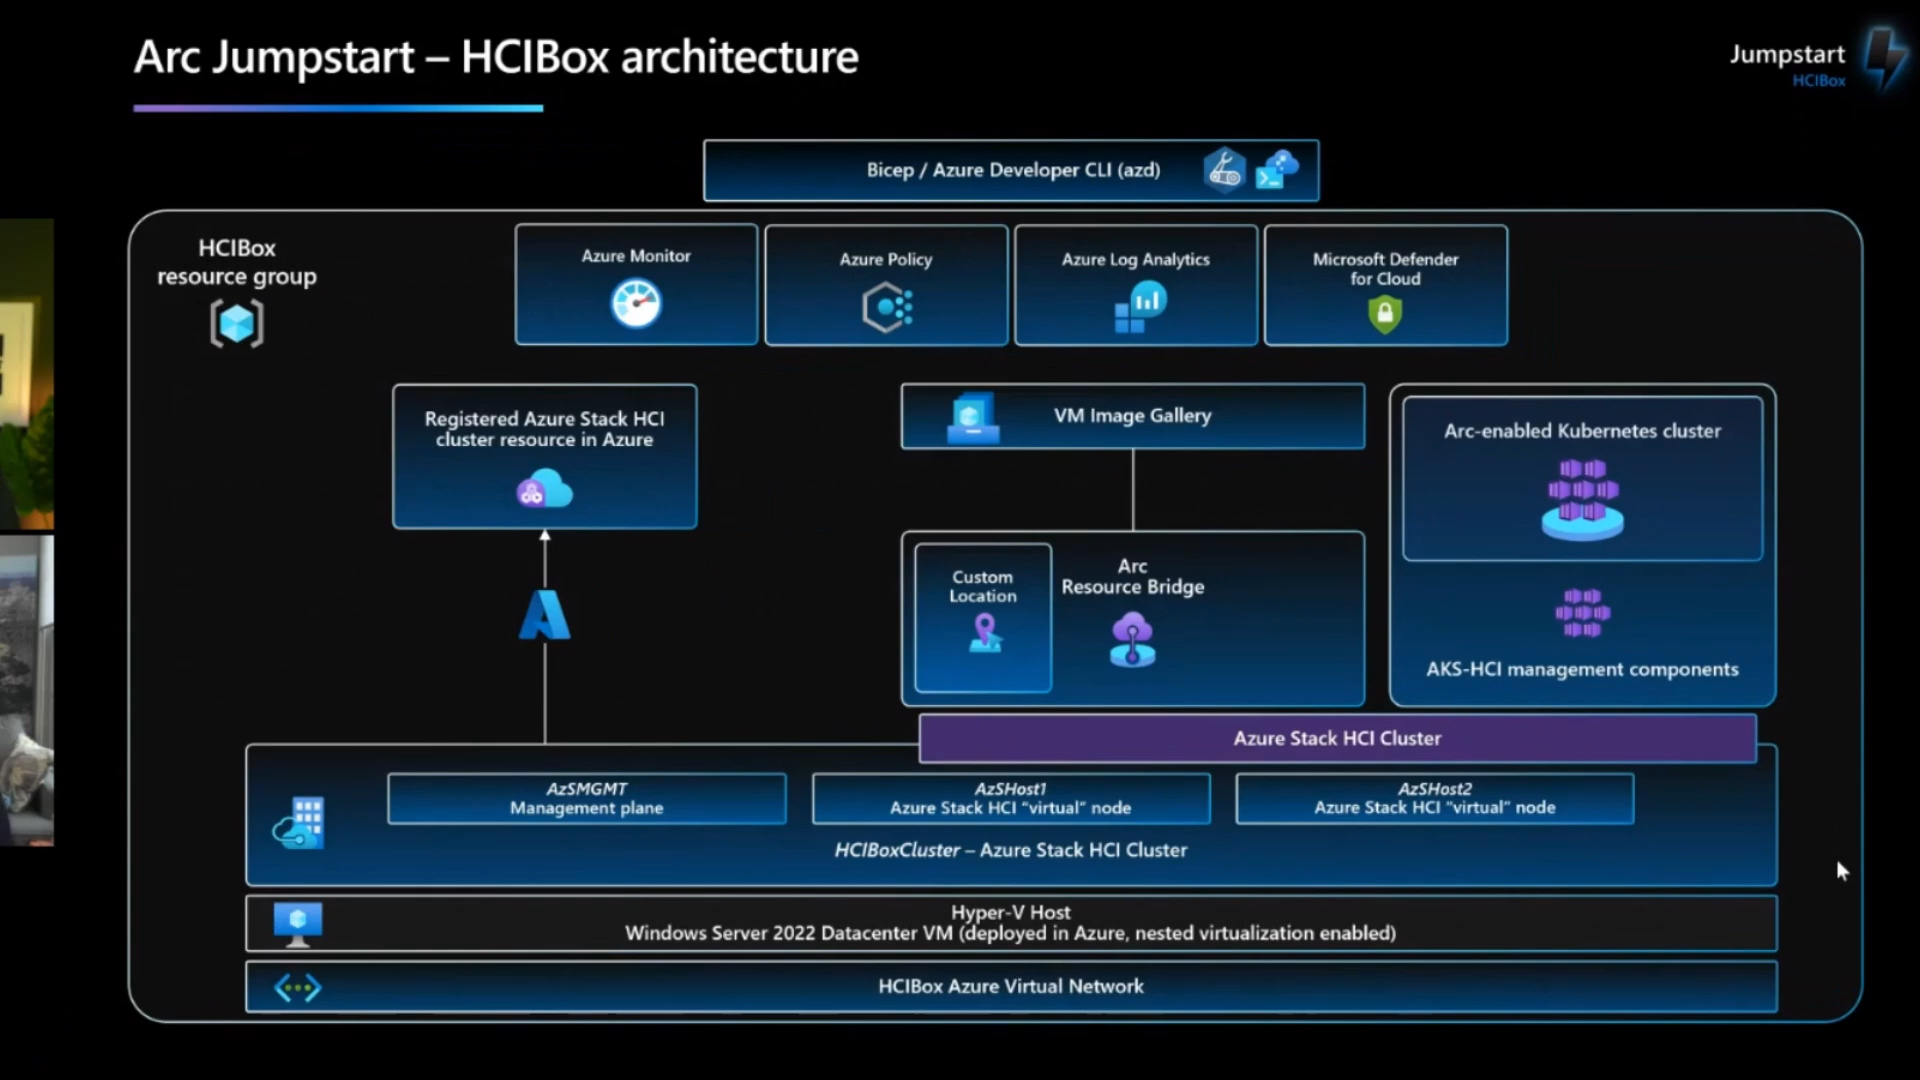 Arc Jumpstart – HCIBox architecture
Jumpstart
HCIBox
Bicep / Azure Developer CLI (azd)
HCIBox
resource group
Azure Monitor
Azure Policy
Azure Log Analytics
Microsoft Defender
for Cloud
Registered Azure Stack HCI
cluster resource in Azure
VM Image Gallery
Arc-enabled Kubernetes cluster
Custom
Location
Arc
Resource Bridge
AKS-HCI management components
Azure Stack HCI Cluster
AzSMGMT
Management plane
AzSHost1
Azure Stack HCI "virtual" node
AzSHost2
Azure Stack HCI "virtual" node
HCIBoxCluster – Azure Stack HCI Cluster
Hyper-V Host
Windows Server 2022 Datacenter VM (deployed in Azure, nested virtualization enabled)
HCIBox Azure Virtual Network